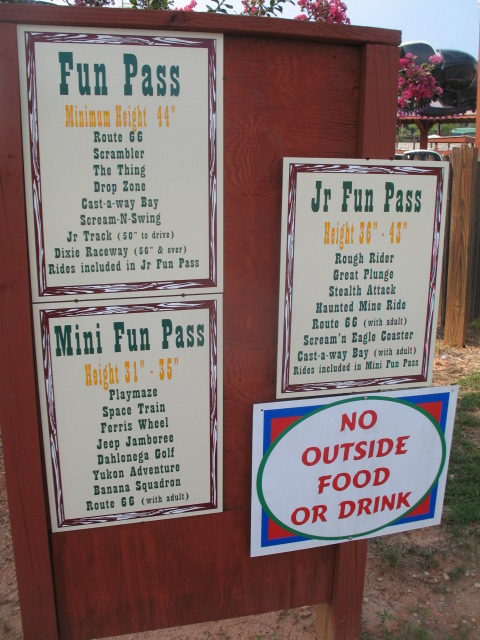 Fun Pass
Minimum Height 44"
Route 66
Scrambler
The Thing
Drop Zone
Cast-a-way Bay
Scream-N-Swing
Jr Track (50" to drive)
Dixie Raceway (56" & over)
Rides included in Jr Fun Pass
Mini Fun Pass
Height 31" - 35"
Playmaze
Space Train
Ferris Wheel
Jeep Jamboree
Dahlonega Golf
Yukon Adventure
Banana Squadron
Route 66 (with adult)
Jr Fun Pass
Height 36" - 43"
Rough Rider
Great Plunge
Stealth Attack
Haunted Mine Ride
Route 66 (with adult)
Scream'n Eagle Coaster
Cast-a-way Bay (with adult)
Rides included in Mini Fun Pass
NO
OUTSIDE
FOOD
OR DRINK